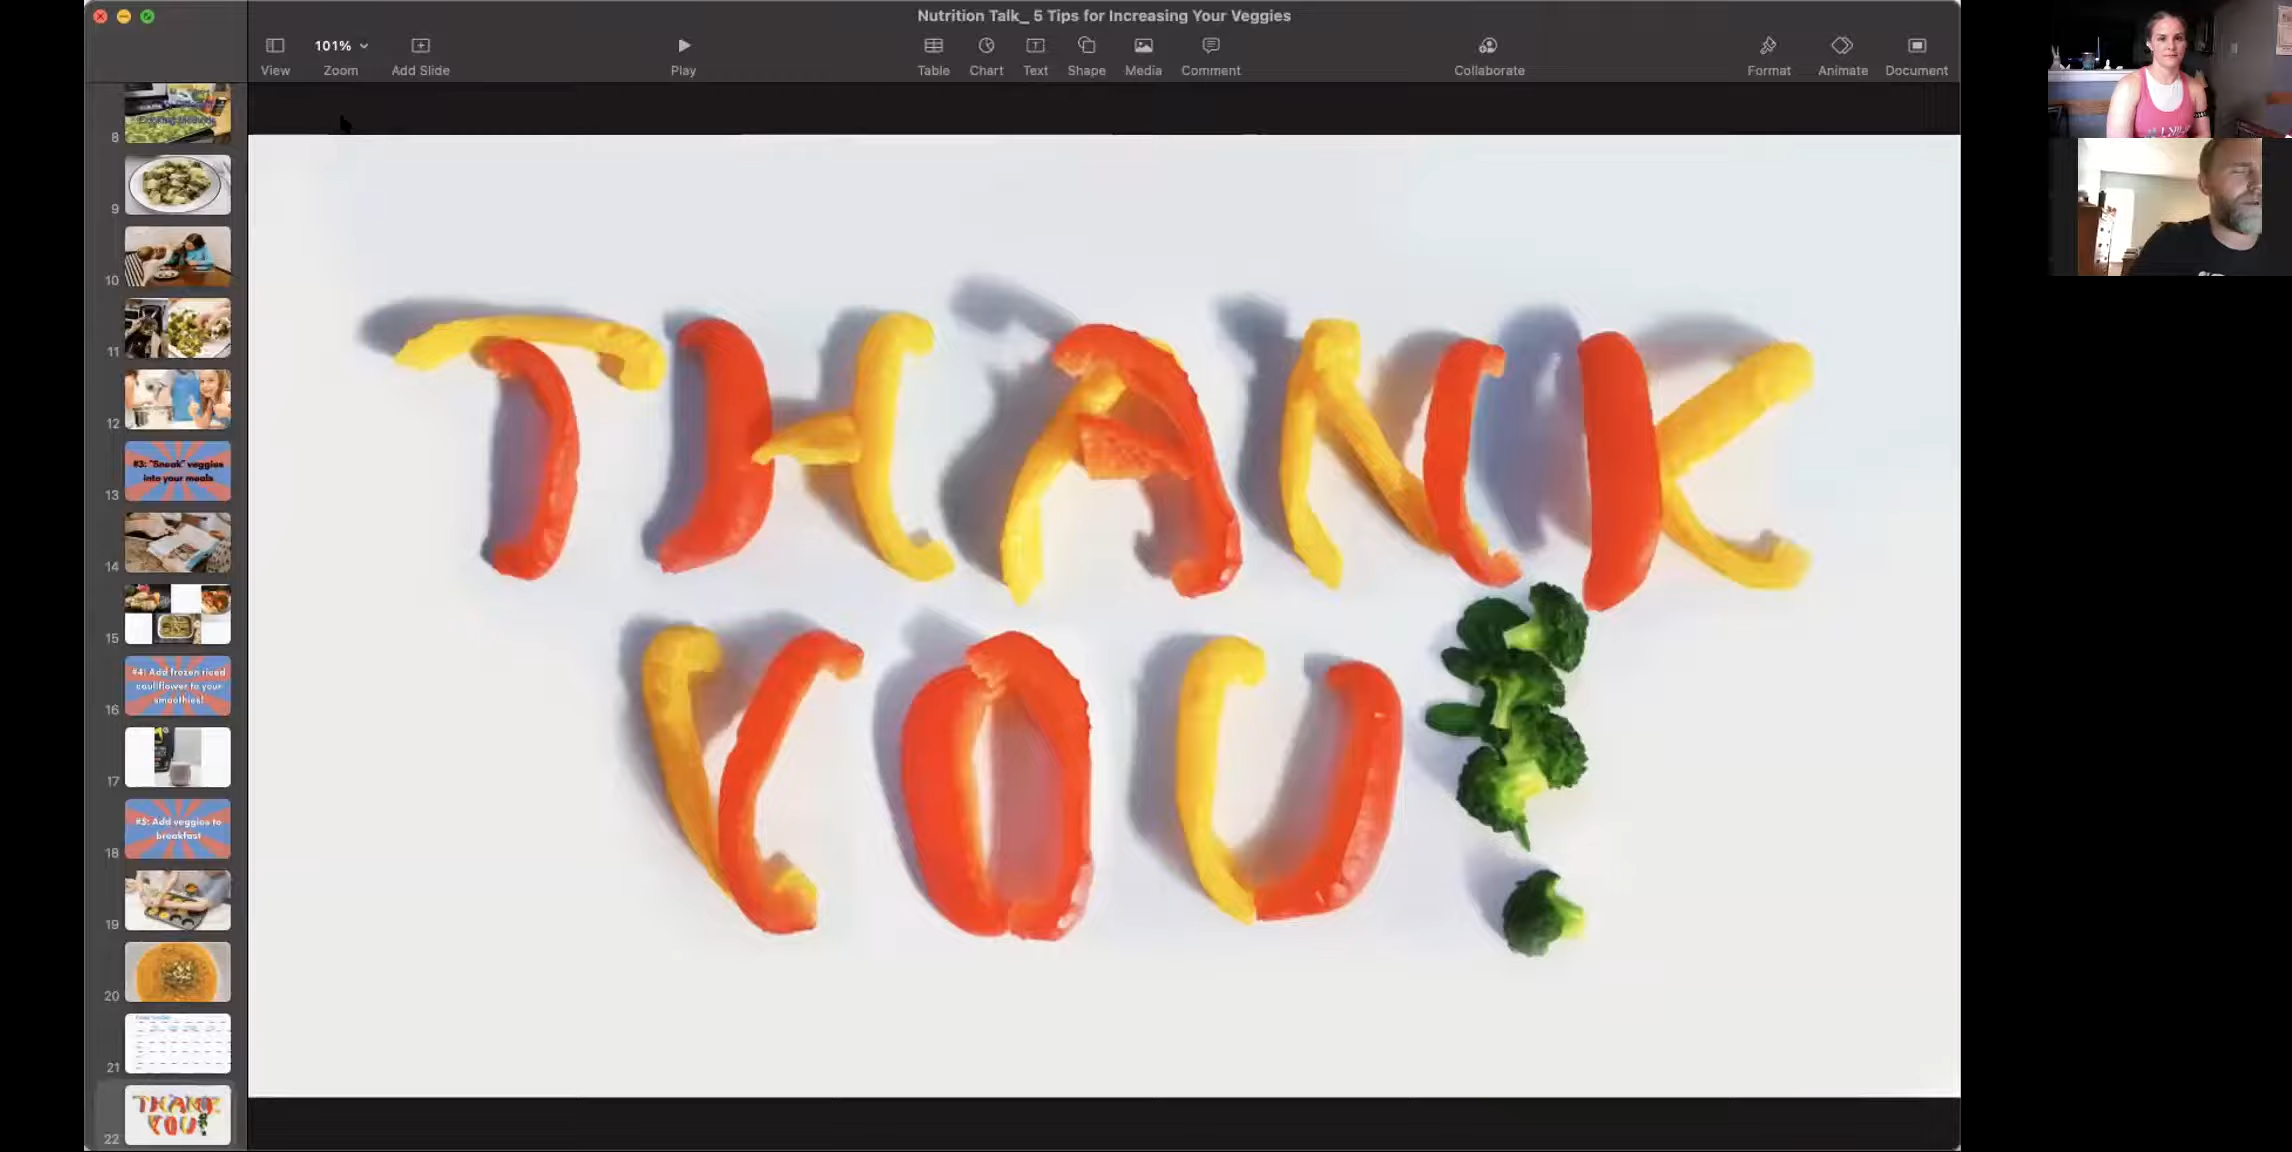 Nutrition Talk_ 5 Tips for Increasing Your Veggies
101%
View
Zoom
Add Slide
Play
Table
Chart
Text
Shape
Media
Comment
Collaborate
Format
Animate
Document
8
Cooking Methods
9
10
11
12
#3: "Sneak" veggies
into your meals
13
14
15
#4: Add frozen riced
cauliflower to your
smoothies!
16
17
#5: Add veggies to
breakfast
18
19
20
21
THANK
YOU!
22
THANK
YOU!